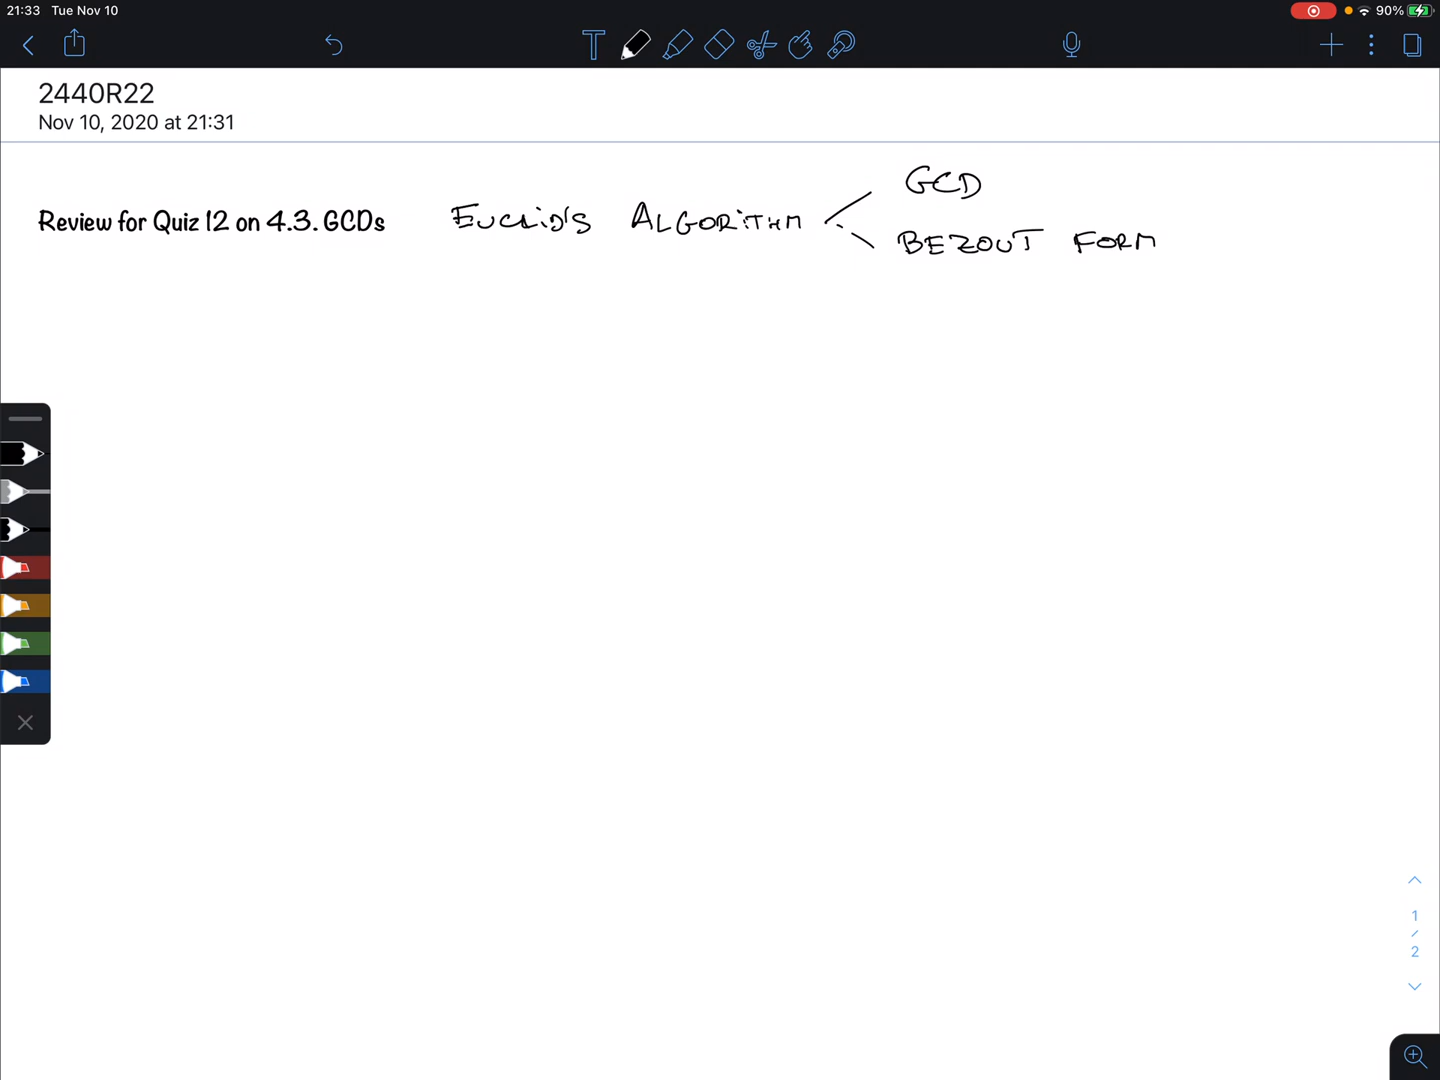 21:33 Tue Nov 10
90%
2440R22
Nov 10, 2020 at 21:31
GCD
Review for Quiz 12 on 4.3. GCDs EUCLID'S ALGORITHM
BEZOUT FORM
1
/
2